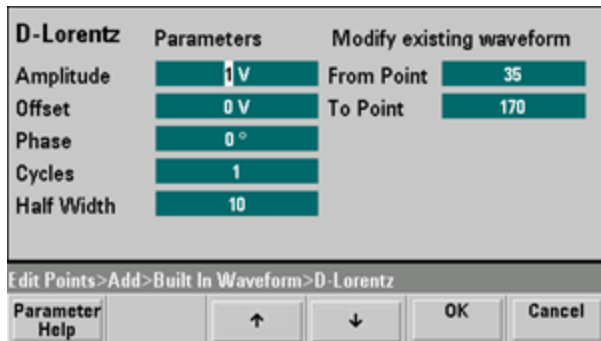 D-Lorentz Parameters Modify existing waveform
Amplitude 1 V From Point 35
Offset 0 V To Point 170
Phase 0 °
Cycles 1
Half Width 10
Edit Points>Add>Built In Waveform>D-Lorentz
Parameter Help ↑ ↓ OK Cancel